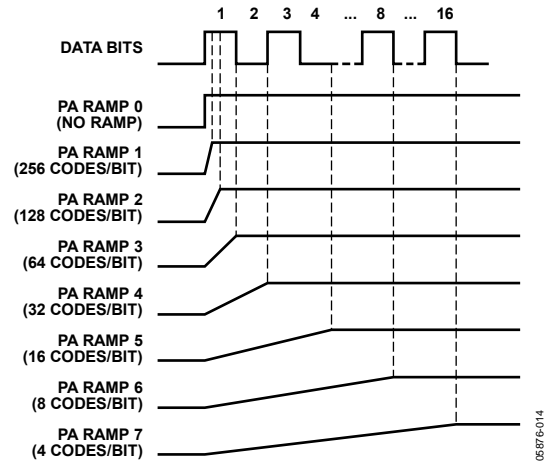 1 2 3 4 ... 8 ... 16
DATA BITS
PA RAMP 0
(NO RAMP)
PA RAMP 1
(256 CODES/BIT)
PA RAMP 2
(128 CODES/BIT)
PA RAMP 3
(64 CODES/BIT)
PA RAMP 4
(32 CODES/BIT)
PA RAMP 5
(16 CODES/BIT)
PA RAMP 6
(8 CODES/BIT)
PA RAMP 7
(4 CODES/BIT)
05876-014